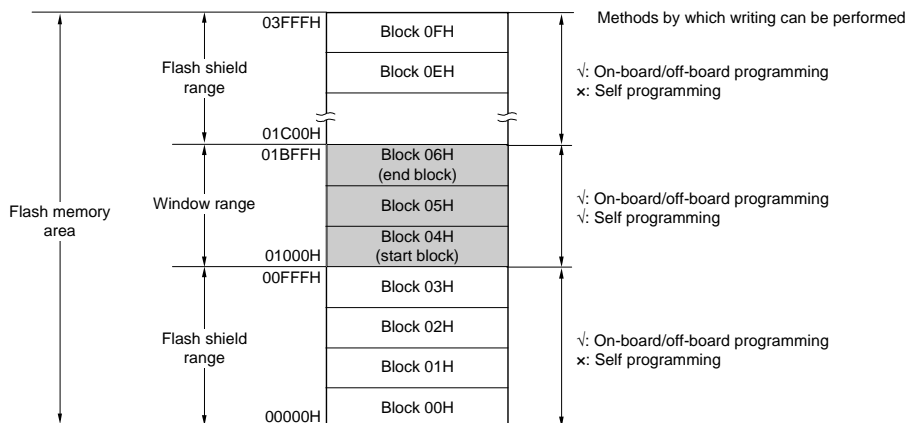 Methods by which writing can be performed
03FFFH
Block 0FH
Block 0EH
Flash shield
range
√: On-board/off-board programming
×: Self programming
01C00H
01BFFH
Block 06H
(end block)
Block 05H
Block 04H
(start block)
Flash memory
area
Window range
√: On-board/off-board programming
√: Self programming
01000H
00FFFH
Block 03H
Block 02H
Block 01H
Block 00H
Flash shield
range
√: On-board/off-board programming
×: Self programming
00000H